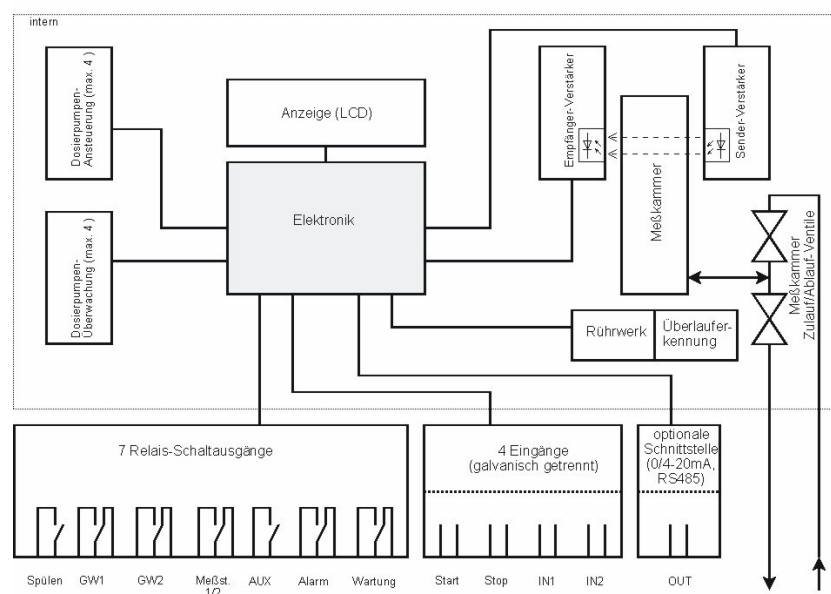 intern
Dosierpumpen-
Ansteuerung (max. 4 )
Anzeige (LCD)
Empfänger-Verstärker
Sender-Verstärker
Meßkammer
Elektronik
Dosierpumpen-
Überwachung (max. 4 )
Meßkammer
Zulauf/Ablauf-Ventile
Rührwerk
Überlaufer-
kennung
7 Relais-Schaltausgänge
4 Eingänge
(galvanisch getrennt)
optionale
Schnittstelle
(0/4-20mA,
RS485)
Spülen
GW1
GW2
Meßst.
1/2
AUX
Alarm
Wartung
Start
Stop
IN1
IN2
OUT